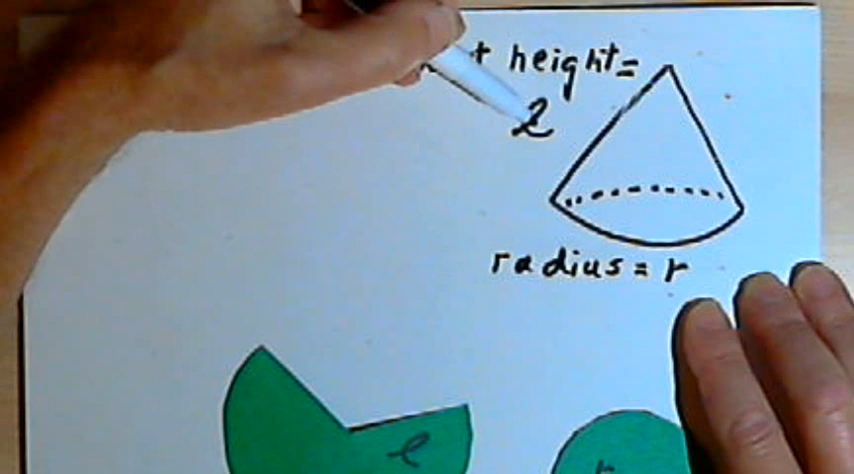 height =
ℓ
radius = r
ℓ
r